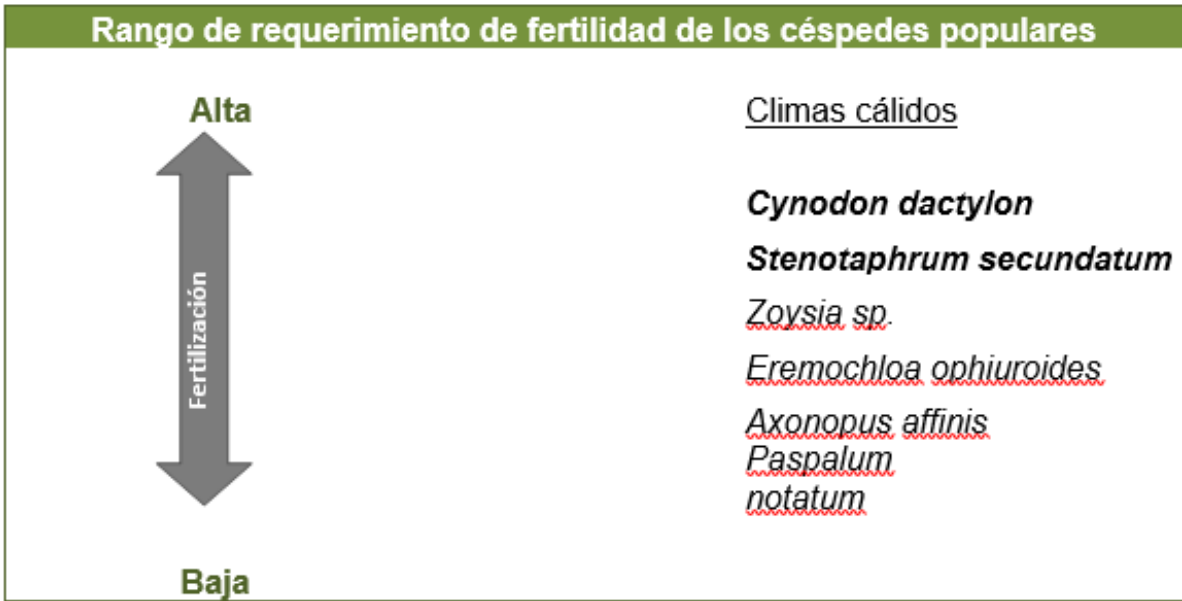 Rango de requerimiento de fertilidad de los céspedes populares
Alta
Climas cálidos
Fertilización
Cynodon dactylon
Stenotaphrum secundatum
Zoysia sp.
Eremochloa ophiuroides
Axonopus affinis
Paspalum
notatum
Baja